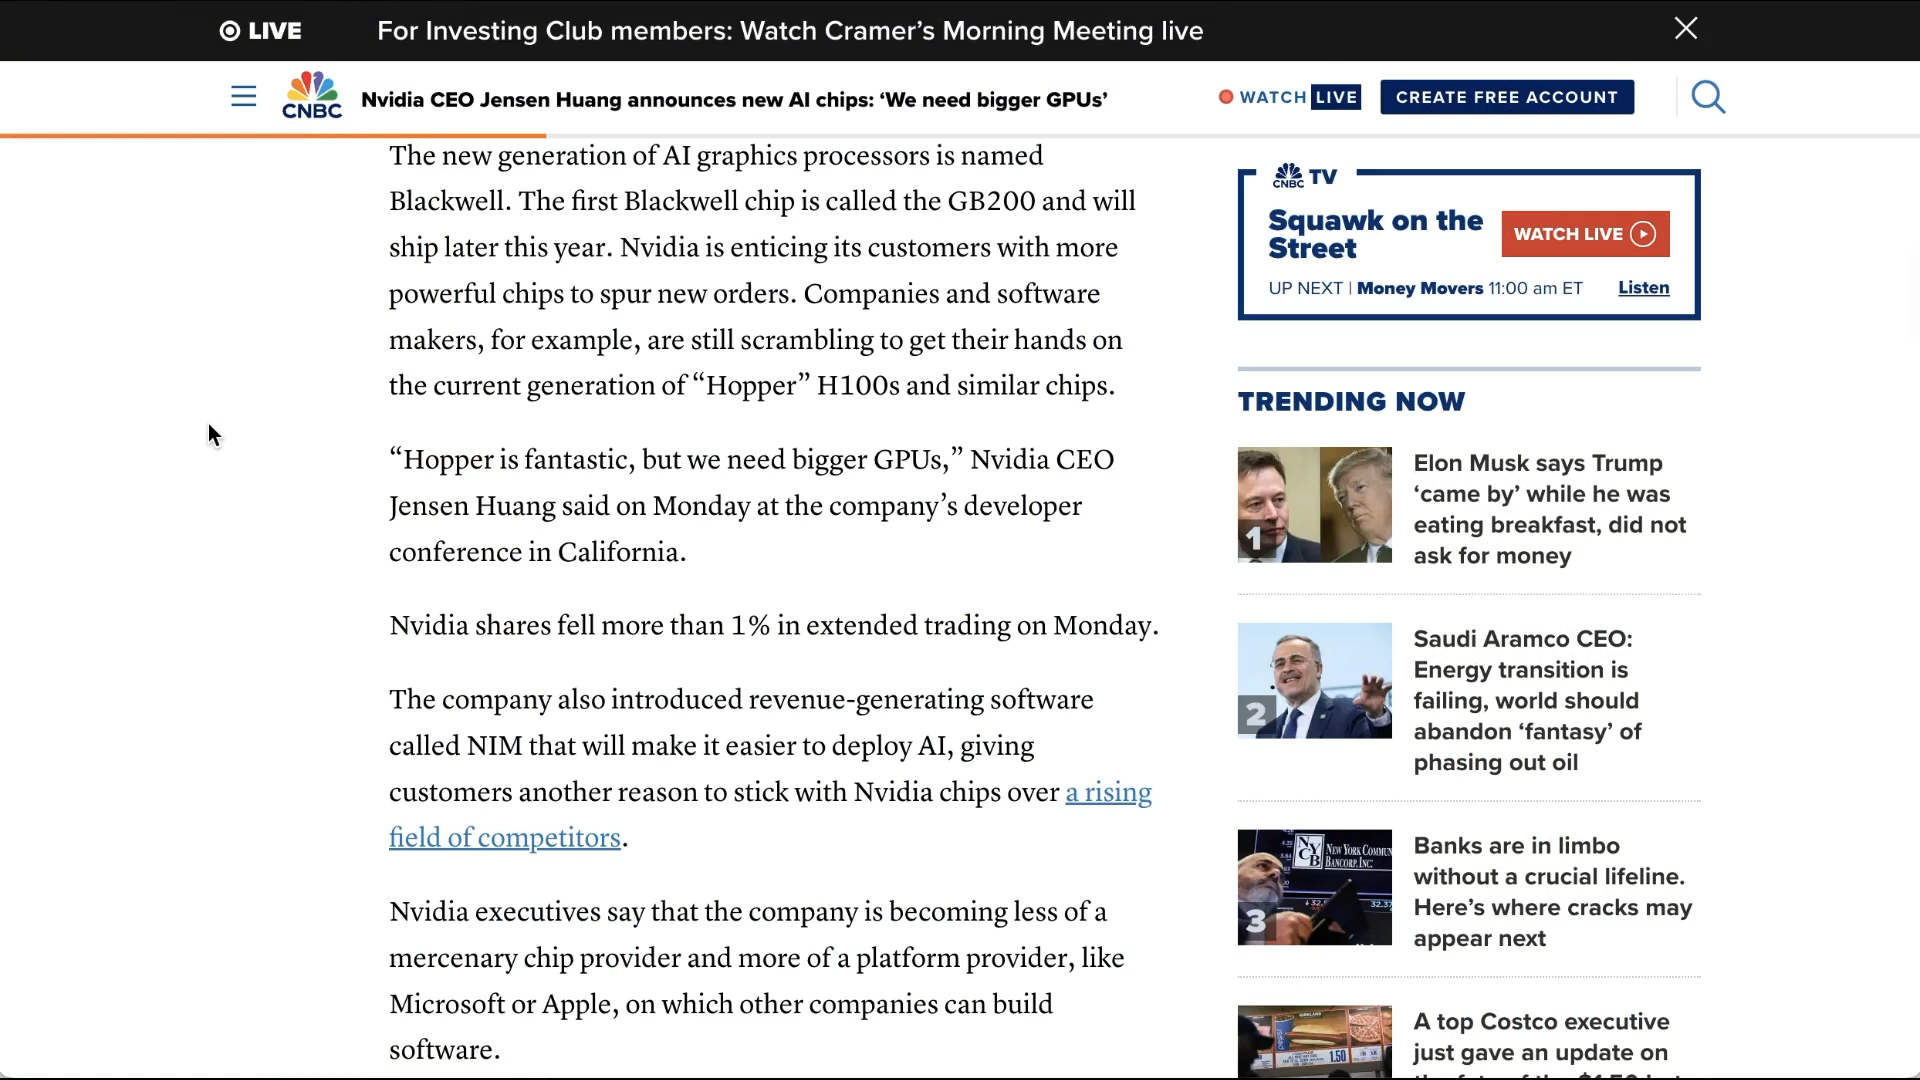 LIVE
For Investing Club members: Watch Cramer’s Morning Meeting live
CNBC
Nvidia CEO Jensen Huang announces new AI chips: ‘We need bigger GPUs’
WATCH LIVE
CREATE FREE ACCOUNT
The new generation of AI graphics processors is named
Blackwell. The first Blackwell chip is called the GB200 and will
ship later this year. Nvidia is enticing its customers with more
powerful chips to spur new orders. Companies and software
makers, for example, are still scrambling to get their hands on
the current generation of “Hopper” H100s and similar chips.
“Hopper is fantastic, but we need bigger GPUs,” Nvidia CEO
Jensen Huang said on Monday at the company’s developer
conference in California.
Nvidia shares fell more than 1% in extended trading on Monday.
The company also introduced revenue-generating software
called NIM that will make it easier to deploy AI, giving
customers another reason to stick with Nvidia chips over a rising
field of competitors.
Nvidia executives say that the company is becoming less of a
mercenary chip provider and more of a platform provider, like
Microsoft or Apple, on which other companies can build
software.
CNBC TV
Squawk on the
Street
WATCH LIVE
UP NEXT | Money Movers 11:00 am ET
Listen
TRENDING NOW
1
Elon Musk says Trump
‘came by’ while he was
eating breakfast, did not
ask for money
2
Saudi Aramco CEO:
Energy transition is
failing, world should
abandon ‘fantasy’ of
phasing out oil
NYCB
NEW YORK COMMUN
BANCORP, INC.
3
Banks are in limbo
without a crucial lifeline.
Here’s where cracks may
appear next
1.50
A top Costco executive
just gave an update on